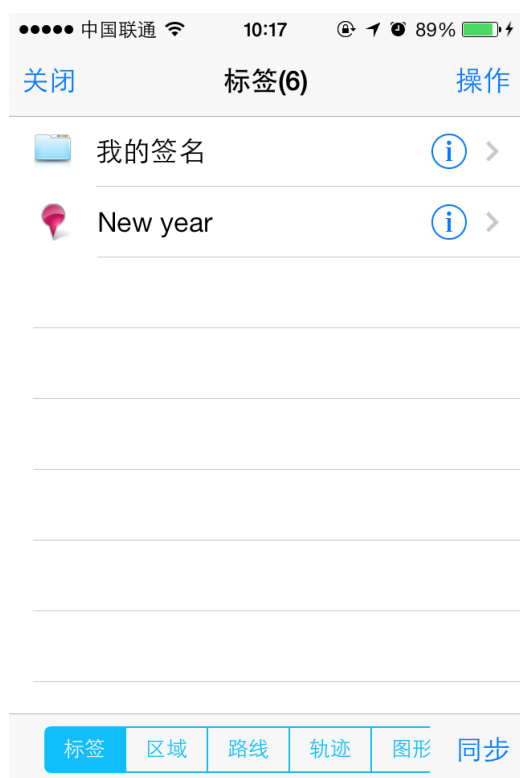 中国联通 10:17 89%
关闭 标签(6) 操作
我的签名
New year
标签 区域 路线 轨迹 图形 同步